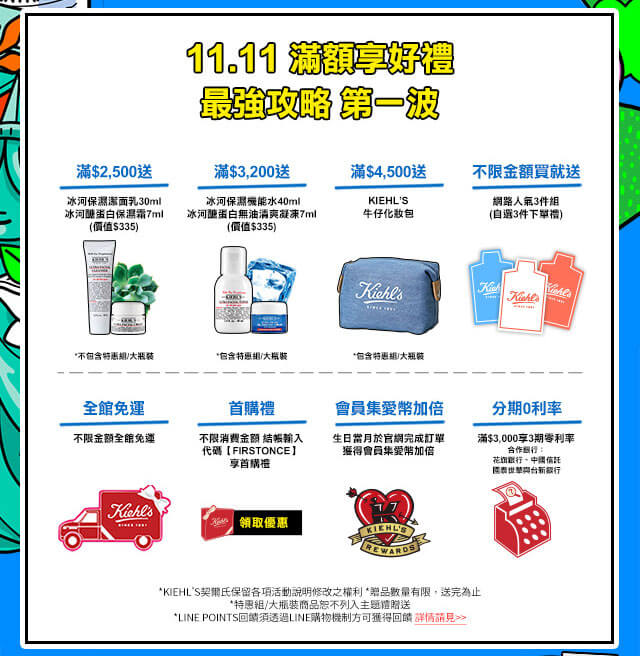 11.11 滿額享好禮
最強攻略 第一波
滿$2,500送
冰河保濕潔面乳30ml
冰河醣蛋白保濕霜7ml
(價值$335)
*不包含特惠組/大瓶裝
滿$3,200送
冰河保濕機能水40ml
冰河醣蛋白無油清爽凝凍7ml
(價值$335)
*包含特惠組/大瓶裝
滿$4,500送
KIEHL'S
牛仔化妝包
Kiehl's
SINCE 1851
*包含特惠組/大瓶裝
不限金額買就送
網路人氣3件組
(自選3件下單禮)
Kiehl's
SINCE 1851
全館免運
不限金額全館免運
Kiehl's
SINCE 1851
首購禮
不限消費金額 結帳輸入
代碼【FIRSTONCE】
享首購禮
Kiehl's
領取優惠
會員集愛幣加倍
生日當月於官網完成訂單
獲得會員集愛幣加倍
KIEHL'S
REWARDS
分期0利率
滿$3,000享3期零利率
合作銀行：
花旗銀行、中國信託
國泰世華與台新銀行
*KIEHL'S契爾氏保留各項活動說明修改之權利 *贈品數量有限，送完為止
*特惠組/大瓶裝商品恕不列入主題禮贈送
*LINE POINTS回饋須透過LINE購物機制方可獲得回饋 詳情請見>>